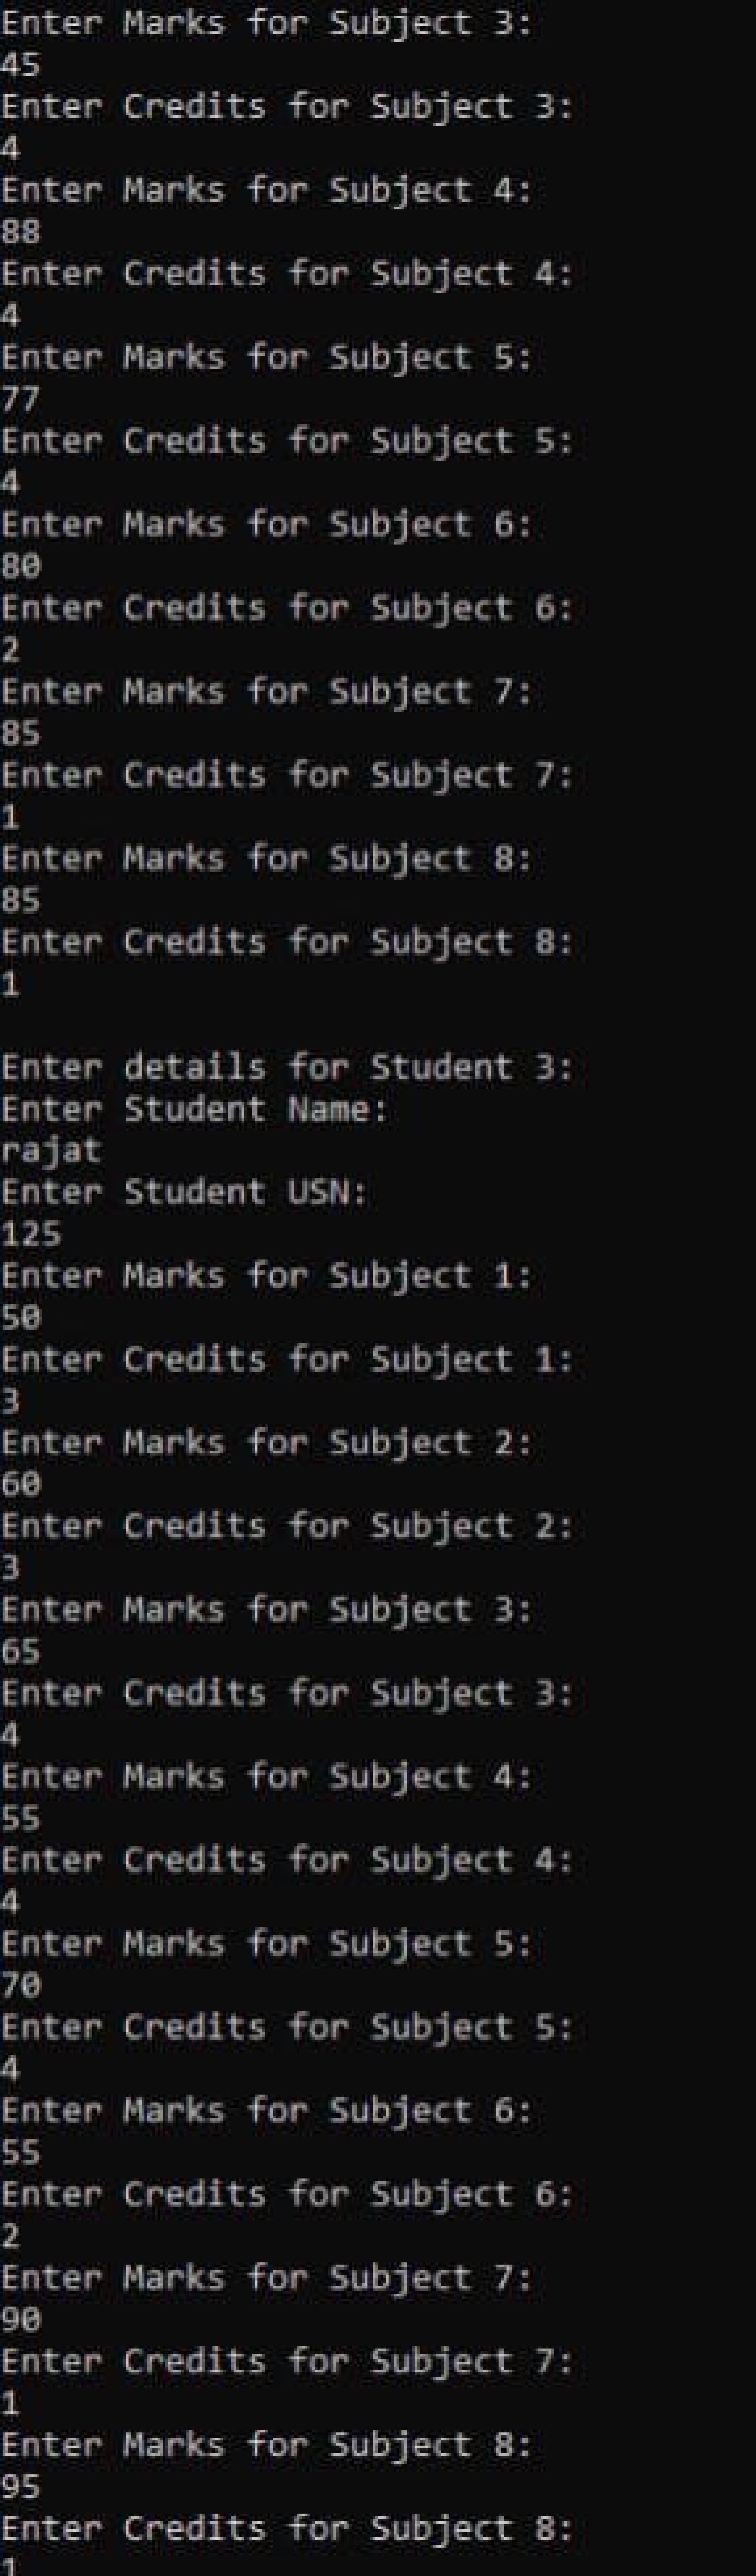 Enter Marks for Subject 3:
45
Enter Credits for Subject 3:
4
Enter Marks for Subject 4:
88
Enter Credits for Subject 4:
4
Enter Marks for Subject 5:
77
Enter Credits for Subject 5:
4
Enter Marks for Subject 6:
80
Enter Credits for Subject 6:
2
Enter Marks for Subject 7:
85
Enter Credits for Subject 7:
1
Enter Marks for Subject 8:
85
Enter Credits for Subject 8:
1
Enter details for Student 3:
Enter Student Name:
rajat
Enter Student USN:
125
Enter Marks for Subject 1:
50
Enter Credits for Subject 1:
3
Enter Marks for Subject 2:
60
Enter Credits for Subject 2:
3
Enter Marks for Subject 3:
65
Enter Credits for Subject 3:
4
Enter Marks for Subject 4:
55
Enter Credits for Subject 4:
4
Enter Marks for Subject 5:
70
Enter Credits for Subject 5:
4
Enter Marks for Subject 6:
55
Enter Credits for Subject 6:
2
Enter Marks for Subject 7:
90
Enter Credits for Subject 7:
1
Enter Marks for Subject 8:
95
Enter Credits for Subject 8:
1